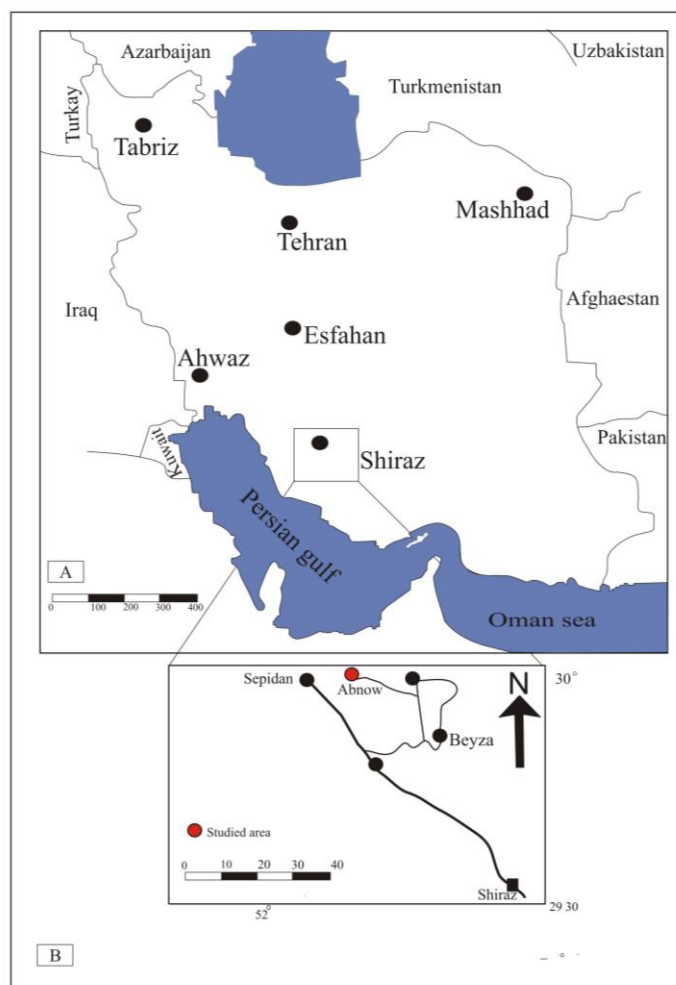 Azarbaijan
Uzbakistan
Turkmenistan
Turkay
Tabriz
Mashhad
Tehran
Afghaestan
Iraq
Esfahan
Ahwaz
Pakistan
Kuwait
Shiraz
Persian gulf
A
0 100 200 300 400
Oman sea
Sepidan
Abnow
N
30°
Beyza
Studied area
0 10 20 30 40
Shiraz
52°
29 30
B